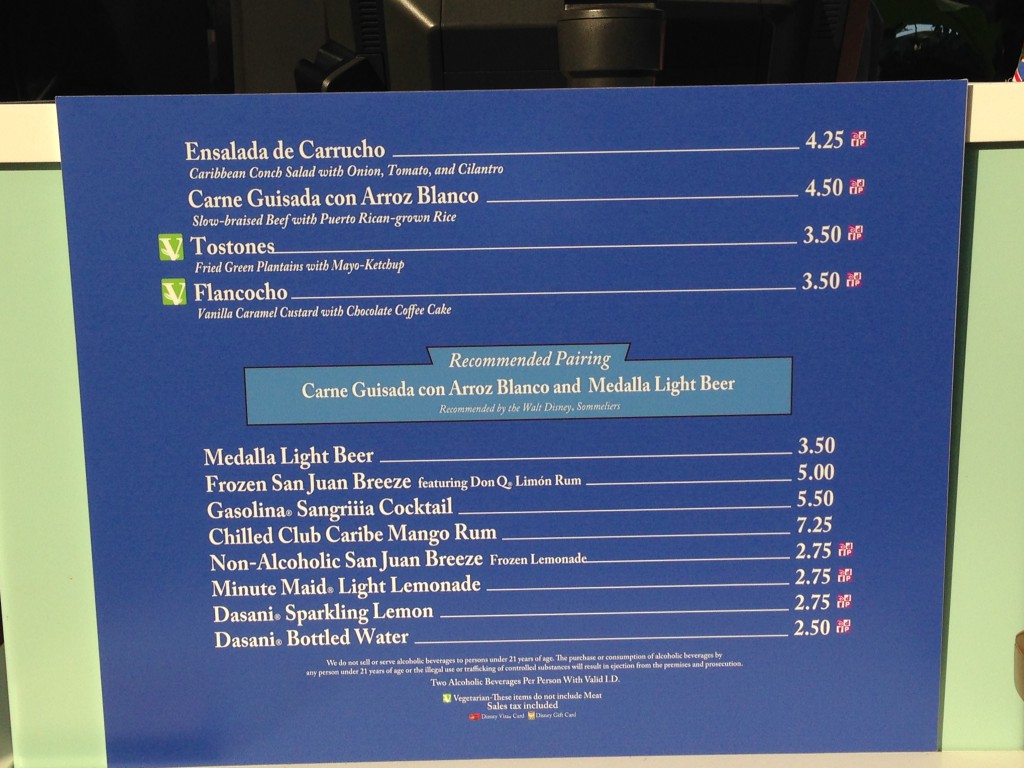 Ensalada de Carrucho 4.25
Caribbean Conch Salad with Onion, Tomato, and Cilantro
Carne Guisada con Arroz Blanco 4.50
Slow-braised Beef with Puerto Rican-grown Rice
V Tostones 3.50
Fried Green Plantains with Mayo-Ketchup
V Flancocho 3.50
Vanilla Caramel Custard with Chocolate Coffee Cake
Recommended Pairing
Carne Guisada con Arroz Blanco and Medalla Light Beer
Recommended by the Walt Disney, Sommeliers
Medalla Light Beer 3.50
Frozen San Juan Breeze featuring Don Q® Limón Rum 5.00
Gasolina® Sangriiia Cocktail 5.50
Chilled Club Caribe Mango Rum 7.25
Non-Alcoholic San Juan Breeze Frozen Lemonade 2.75
Minute Maid® Light Lemonade 2.75
Dasani® Sparkling Lemon 2.75
Dasani® Bottled Water 2.50
We do not sell or serve alcoholic beverages to persons under 21 years of age. The purchase or consumption of alcoholic beverages by
any person under 21 years of age or the illegal use or trafficking of controlled substances will result in ejection from the premises and prosecution.
Two Alcoholic Beverages Per Person With Valid I.D.
V Vegetarian-These items do not include Meat
Sales tax included
Disney Visa Card Disney Gift Card